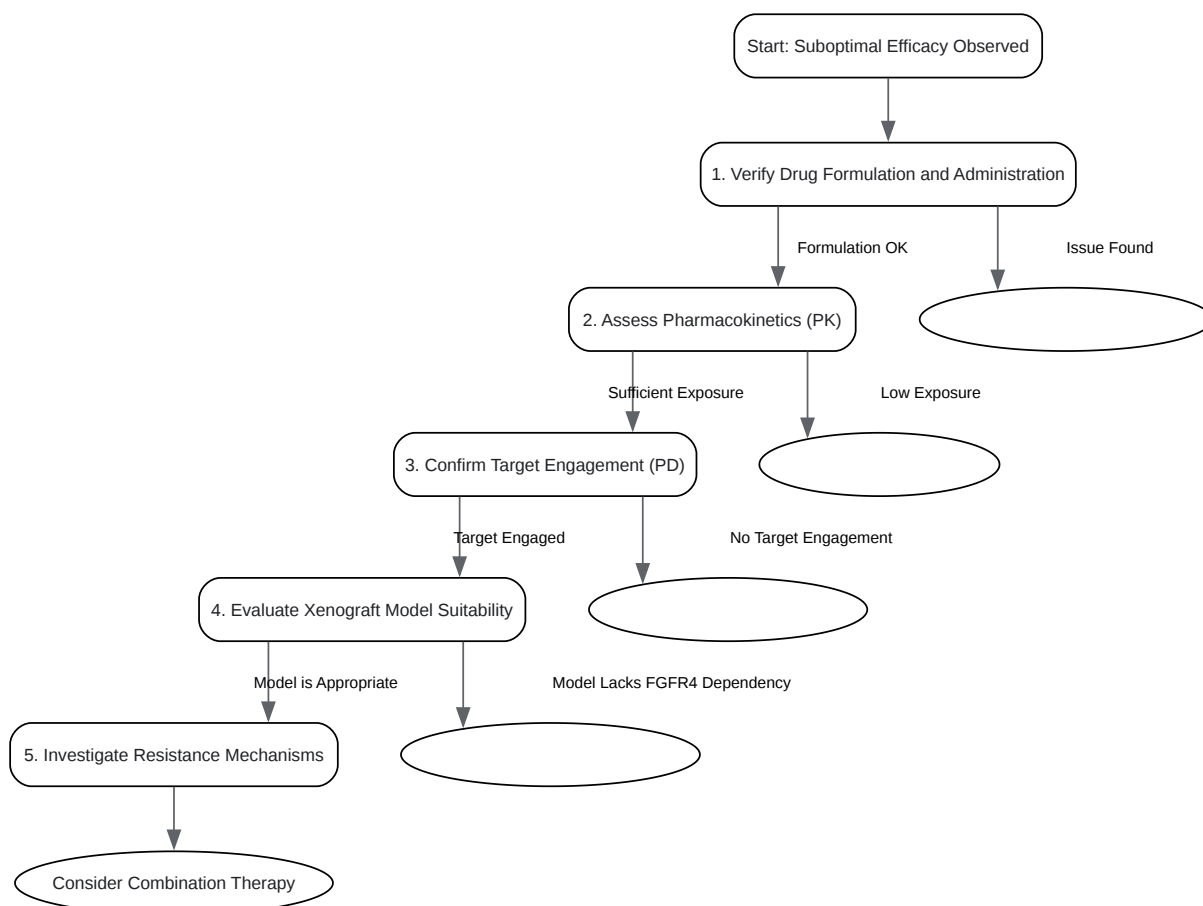 Start: Suboptimal Efficacy Observed
1. Verify Drug Formulation and Administration
Formulation OK
Issue Found
2. Assess Pharmacokinetics (PK)
Sufficient Exposure
Low Exposure
3. Confirm Target Engagement (PD)
Target Engaged
No Target Engagement
4. Evaluate Xenograft Model Suitability
Model is Appropriate
Model Lacks FGFR4 Dependency
5. Investigate Resistance Mechanisms
Consider Combination Therapy